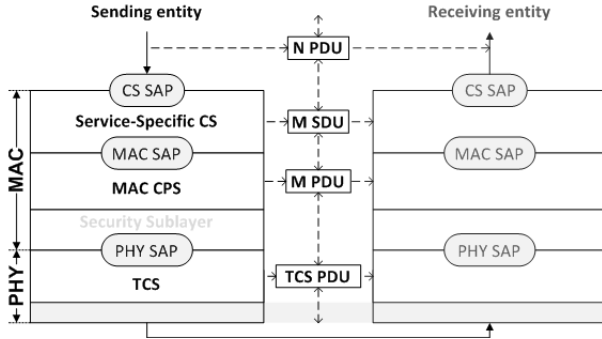 Sending entity
Receiving entity
N PDU
CS SAP
CS SAP
Service-Specific CS
M SDU
MAC
MAC SAP
MAC SAP
MAC CPS
M PDU
Security Sublayer
PHY SAP
PHY SAP
PHY
TCS
TCS PDU